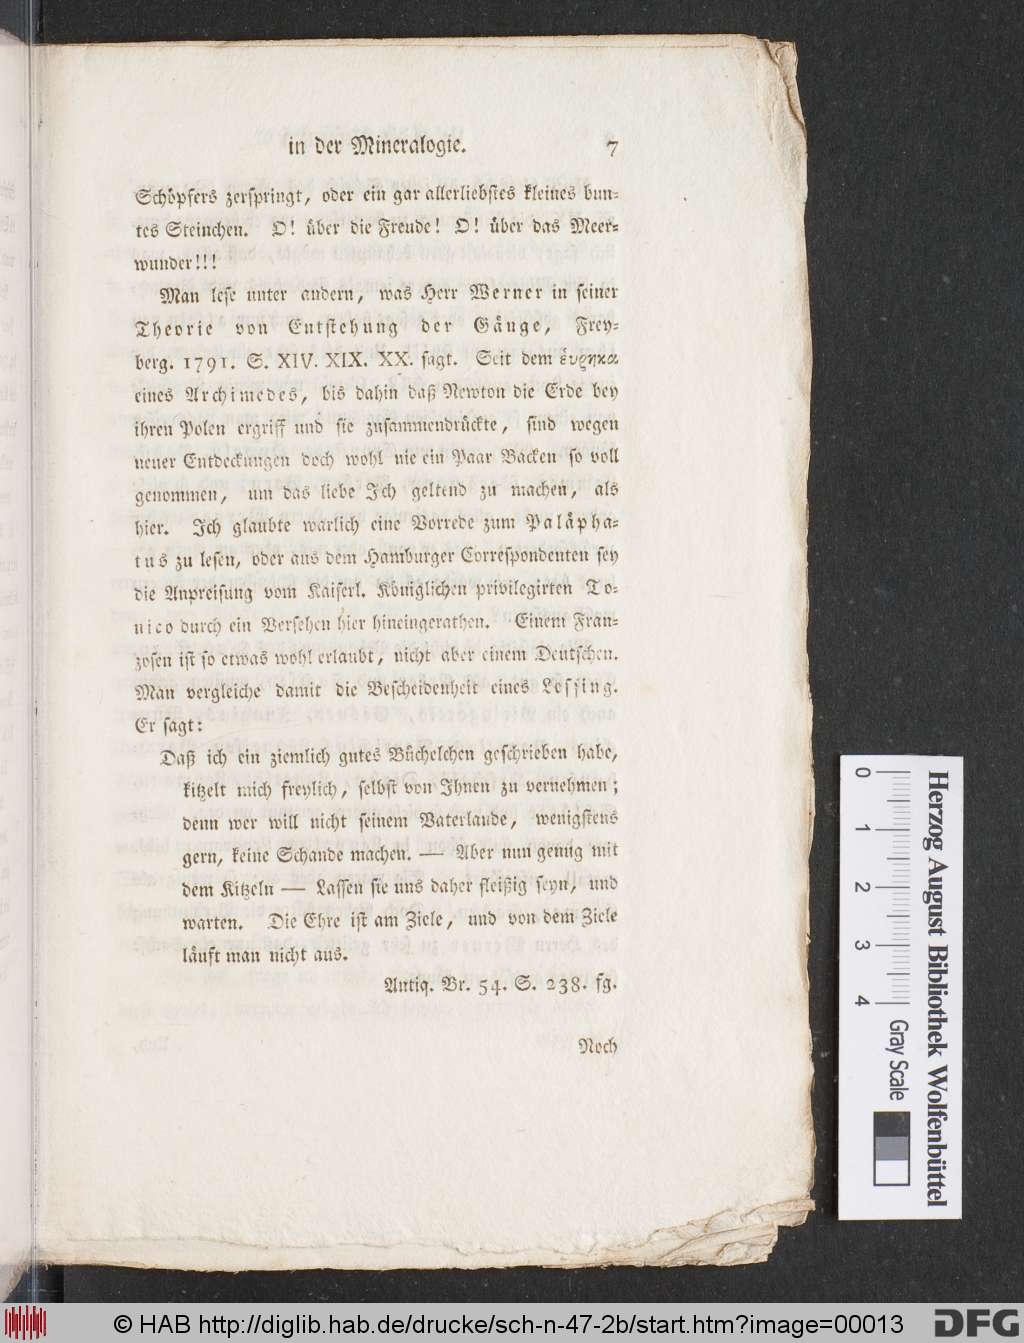 in der Mineralogie. 7
Schöpfers zerspringt, oder ein gar allerliebstes kleines bun-
tes Steinchen. O! über die Freude! O! über das Meer-
wunder!!!
Man lese unter andern, was Herr Werner in seiner
Theorie von Entstehung der Gänge, Frey-
berg. 1791. S. XIV. XIX. XX. sagt. Seit dem ἑυρηκα
eines Archimedes, bis dahin daß Newton die Erde bey
ihren Polen ergriff und sie zusammendrückte, sind wegen
neuer Entdeckungen doch wohl nie ein Paar Backen so voll
genommen, um das liebe Ich geltend zu machen, als
hier. Ich glaubte warlich eine Vorrede zum Paläpha-
tus zu lesen, oder aus dem Hamburger Correspondenten sey
die Anpreisung vom Kaiserl. Königlichen privilegirten To-
nico durch ein Versehen hier hineingerathen. Einem Fran-
zosen ist so etwas wohl erlaubt, nicht aber einem Deutschen.
Man vergleiche damit die Bescheidenheit eines Lessing.
Er sagt:
Daß ich ein ziemlich gutes Büchelchen geschrieben habe,
kitzelt mich freylich, selbst von Ihnen zu vernehmen;
denn wer will nicht seinem Vaterlande, wenigstens
gern, keine Schande machen. — Aber nun genug mit
dem Kitzeln — Lassen sie uns daher fleißig seyn, und
warten. Die Ehre ist am Ziele, und von dem Ziele
läuft man nicht aus.
Antiq. Br. 54. S. 238. fg.
Noch
0 1 2 3 4
Gray Scale
Herzog August Bibliothek Wolfenbüttel
© HAB http://diglib.hab.de/drucke/sch-n-47-2b/start.htm?image=00013
DFG